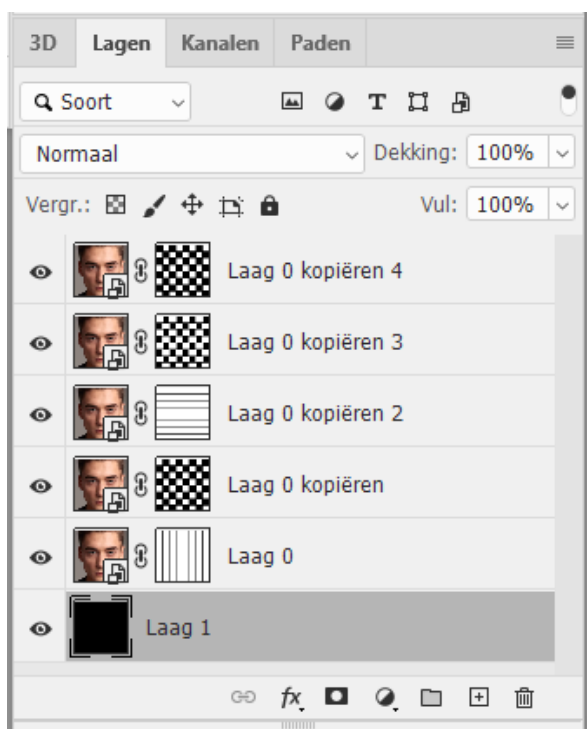 3D Lagen Kanalen Paden
Soort T
Normaal Dekking: 100%
Vergr.: Vul: 100%
Laag 0 kopiëren 4
Laag 0 kopiëren 3
Laag 0 kopiëren 2
Laag 0 kopiëren
Laag 0
Laag 1
fx